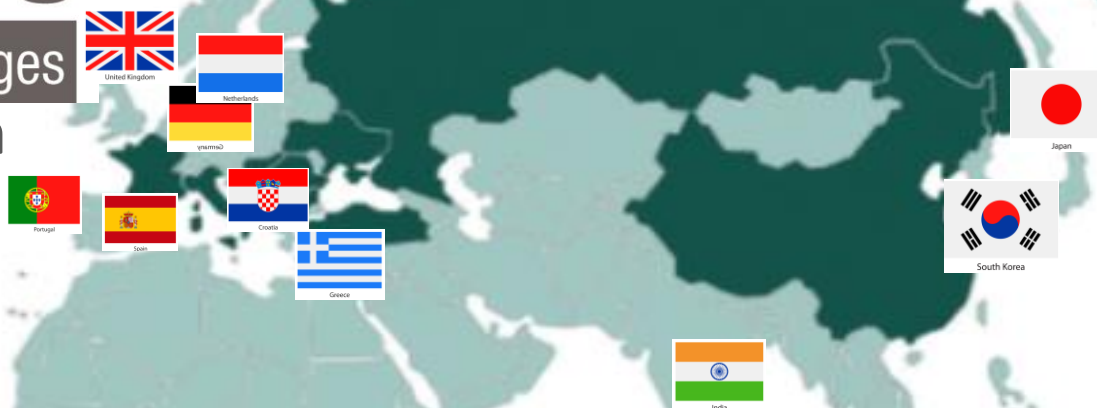 ges
United Kingdom
Netherlands
Germany
Portugal
Spain
Croatia
Greece
Japan
South Korea
India